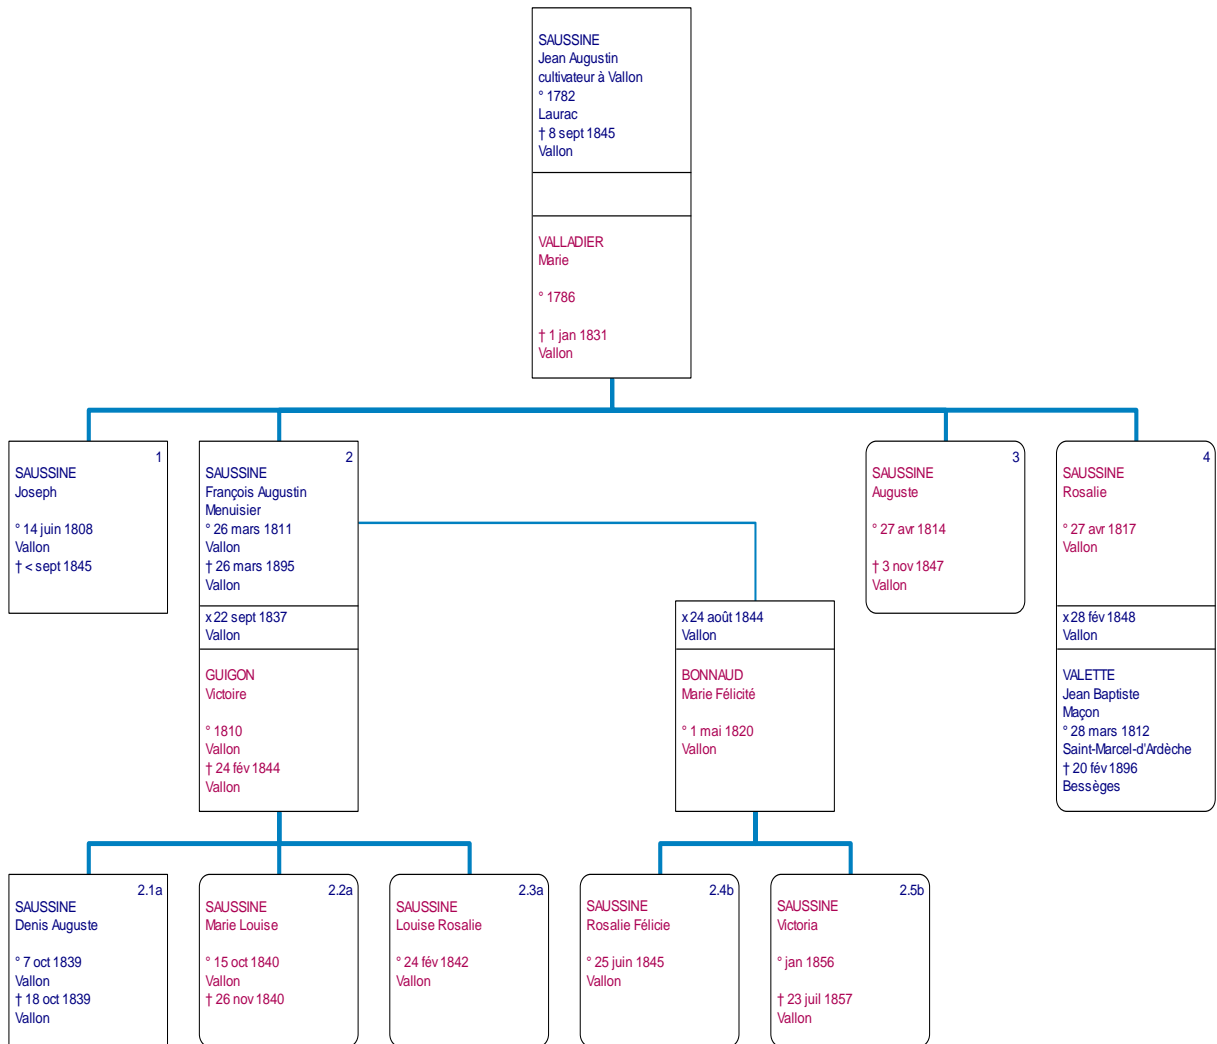 SAUSSINE
Jean Augustin
cultivateur à Vallon
° 1782
Laurac
† 8 sept 1845
Vallon
VALLADIER
Marie
° 1786
† 1 jan 1831
Vallon
1
SAUSSINE
Joseph
° 14 juin 1808
Vallon
† < sept 1845
2
SAUSSINE
François Augustin
Menuisier
° 26 mars 1811
Vallon
† 26 mars 1895
Vallon
x 22 sept 1837
Vallon
GUIGON
Victoire
° 1810
Vallon
† 24 fév 1844
Vallon
x 24 août 1844
Vallon
BONNAUD
Marie Félicité
° 1 mai 1820
Vallon
3
SAUSSINE
Auguste
° 27 avr 1814
† 3 nov 1847
Vallon
4
SAUSSINE
Rosalie
° 27 avr 1817
Vallon
x 28 fév 1848
Vallon
VALETTE
Jean Baptiste
Maçon
° 28 mars 1812
Saint-Marcel-d'Ardèche
† 20 fév 1896
Bessèges
2.1a
SAUSSINE
Denis Auguste
° 7 oct 1839
Vallon
† 18 oct 1839
Vallon
2.2a
SAUSSINE
Marie Louise
° 15 oct 1840
Vallon
† 26 nov 1840
2.3a
SAUSSINE
Louise Rosalie
° 24 fév 1842
Vallon
2.4b
SAUSSINE
Rosalie Félicie
° 25 juin 1845
Vallon
2.5b
SAUSSINE
Victoria
° jan 1856
† 23 juil 1857
Vallon